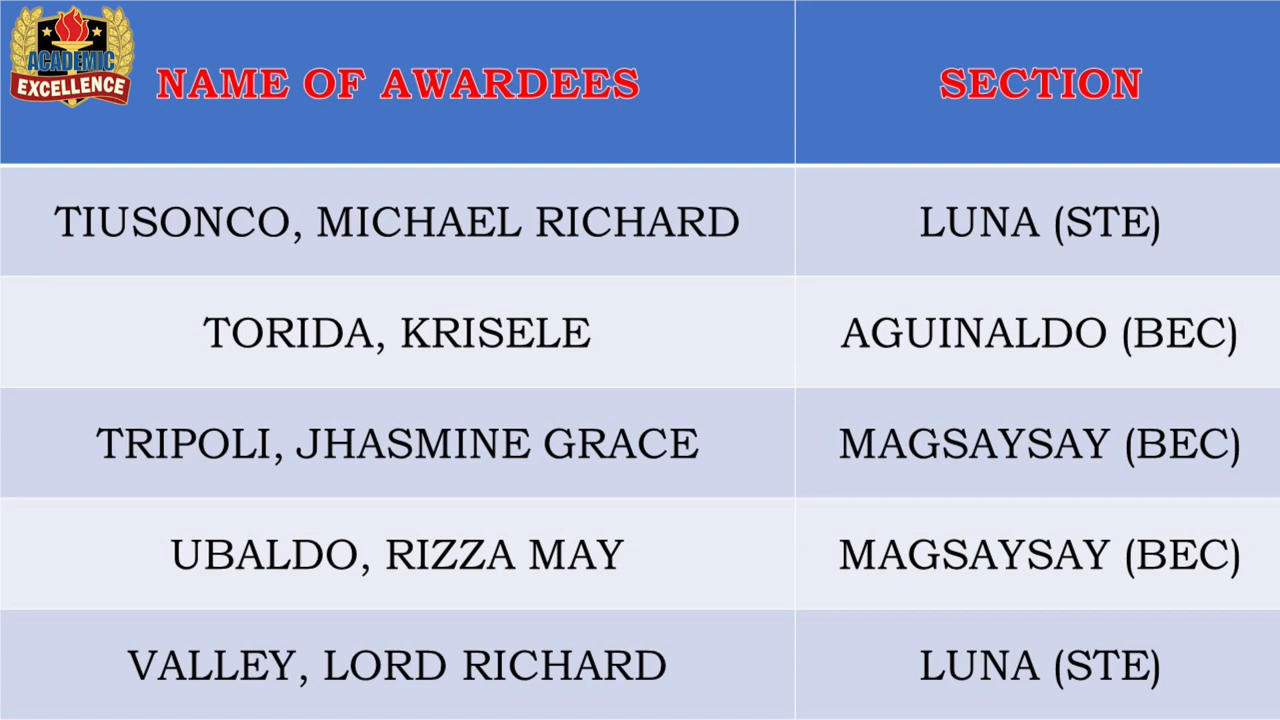 ACADEMIC
EXCELLENCE
NAME OF AWARDEES SECTION
TIUSONCO, MICHAEL RICHARD LUNA (STE)
TORIDA, KRISELE AGUINALDO (BEC)
TRIPOLI, JHASMINE GRACE MAGSAYSAY (BEC)
UBALDO, RIZZA MAY MAGSAYSAY (BEC)
VALLEY, LORD RICHARD LUNA (STE)